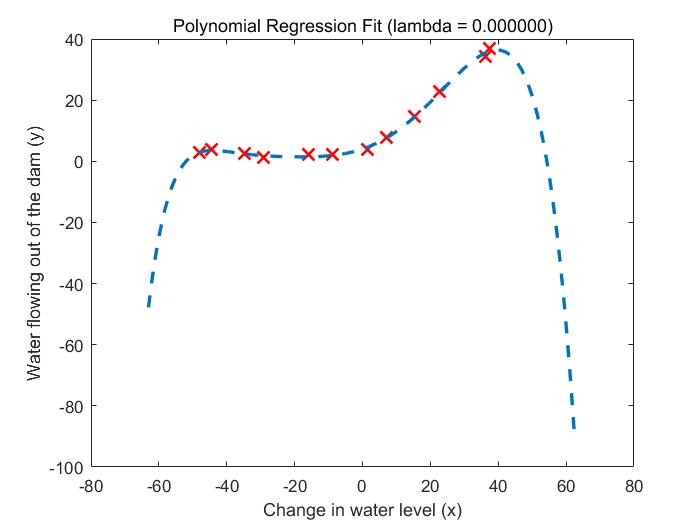 Polynomial Regression Fit (lambda = 0.000000)
40
20
0
-20
-40
-60
-80
-100
Water flowing out of the dam (y)
-80 -60 -40 -20 0 20 40 60 80
Change in water level (x)